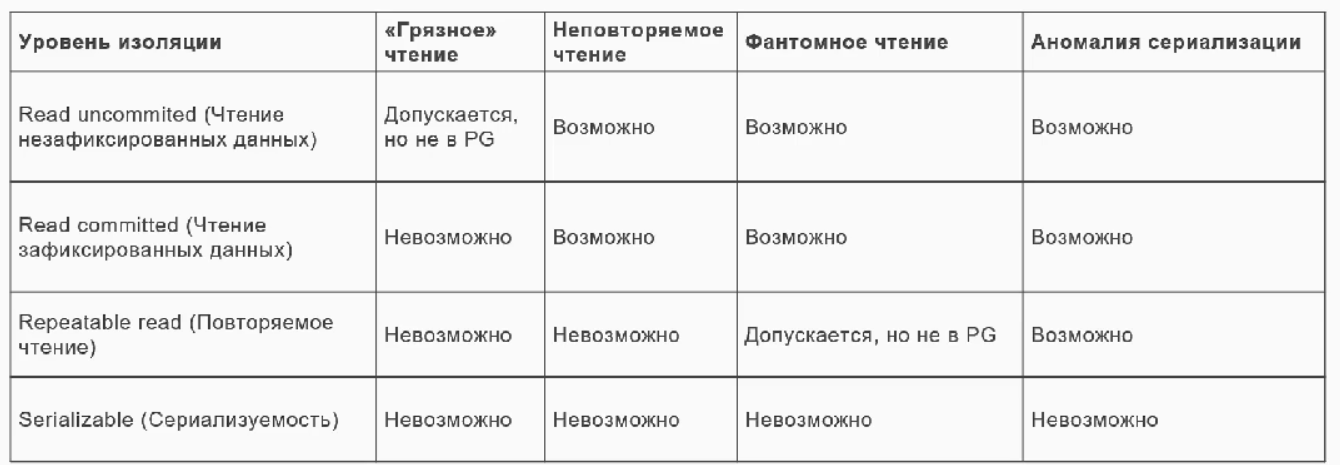 Уровень изоляции
«Грязное»
чтение
Неповторяемое
чтение
Фантомное чтение
Аномалия сериализации
Read uncommited (Чтение
незафиксированных данных)
Допускается,
но не в PG
Возможно
Возможно
Возможно
Read committed (Чтение
зафиксированных данных)
Невозможно
Возможно
Возможно
Возможно
Repeatable read (Повторяемое
чтение)
Невозможно
Невозможно
Допускается, но не в PG
Возможно
Serializable (Сериализуемость)
Невозможно
Невозможно
Невозможно
Невозможно